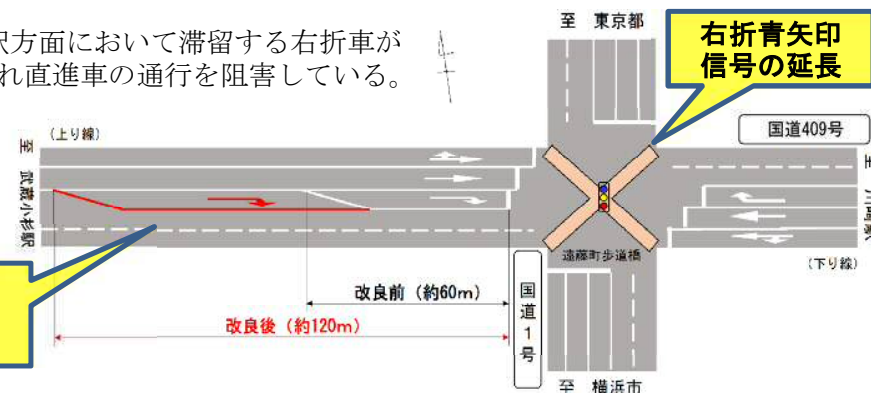 駅方面において滞留する右折車が
れ直進車の通行を阻害している。
至 東京都
右折青矢印
信号の延長
国道409号
(上り線)
至 武蔵小杉駅
至 川崎駅
遠藤町歩道橋
(下り線)
改良前（約60m）
改良後（約120m）
国道1号
至 横浜市